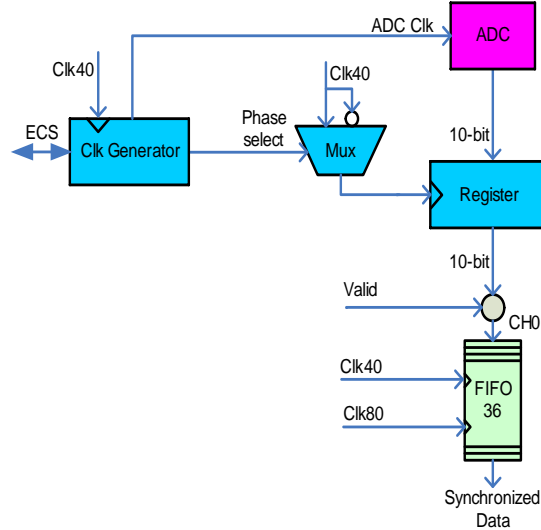 ADC Clk
ADC
Clk40
Clk40
ECS
Clk Generator
Phase
select
Mux
10-bit
Register
10-bit
Valid
CH0
Clk40
FIFO
36
Clk80
Synchronized
Data